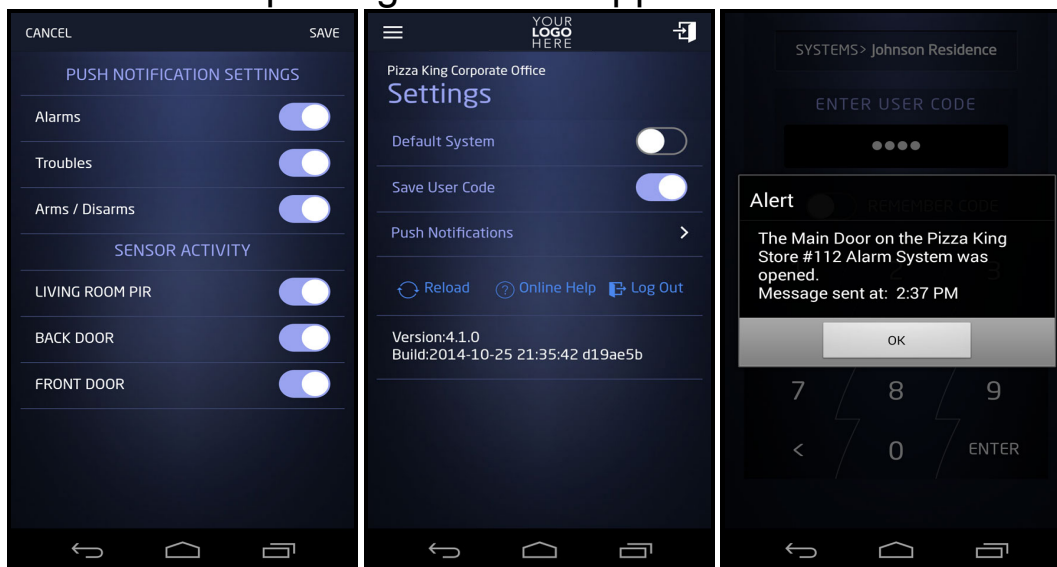 CANCEL SAVE
PUSH NOTIFICATION SETTINGS
Alarms
Troubles
Arms / Disarms
SENSOR ACTIVITY
LIVING ROOM PIR
BACK DOOR
FRONT DOOR
YOUR
LOGO
HERE
Pizza King Corporate Office
Settings
Default System
Save User Code
Push Notifications >
Reload ? Online Help Log Out
Version:4.1.0
Build:2014-10-25 21:35:42 d19ae5b
SYSTEMS> Johnson Residence
ENTER USER CODE
Alert
REMEMBER CODE
The Main Door on the Pizza King
Store #112 Alarm System was
opened.
Message sent at: 2:37 PM
3
OK
7 8 9
< 0 ENTER